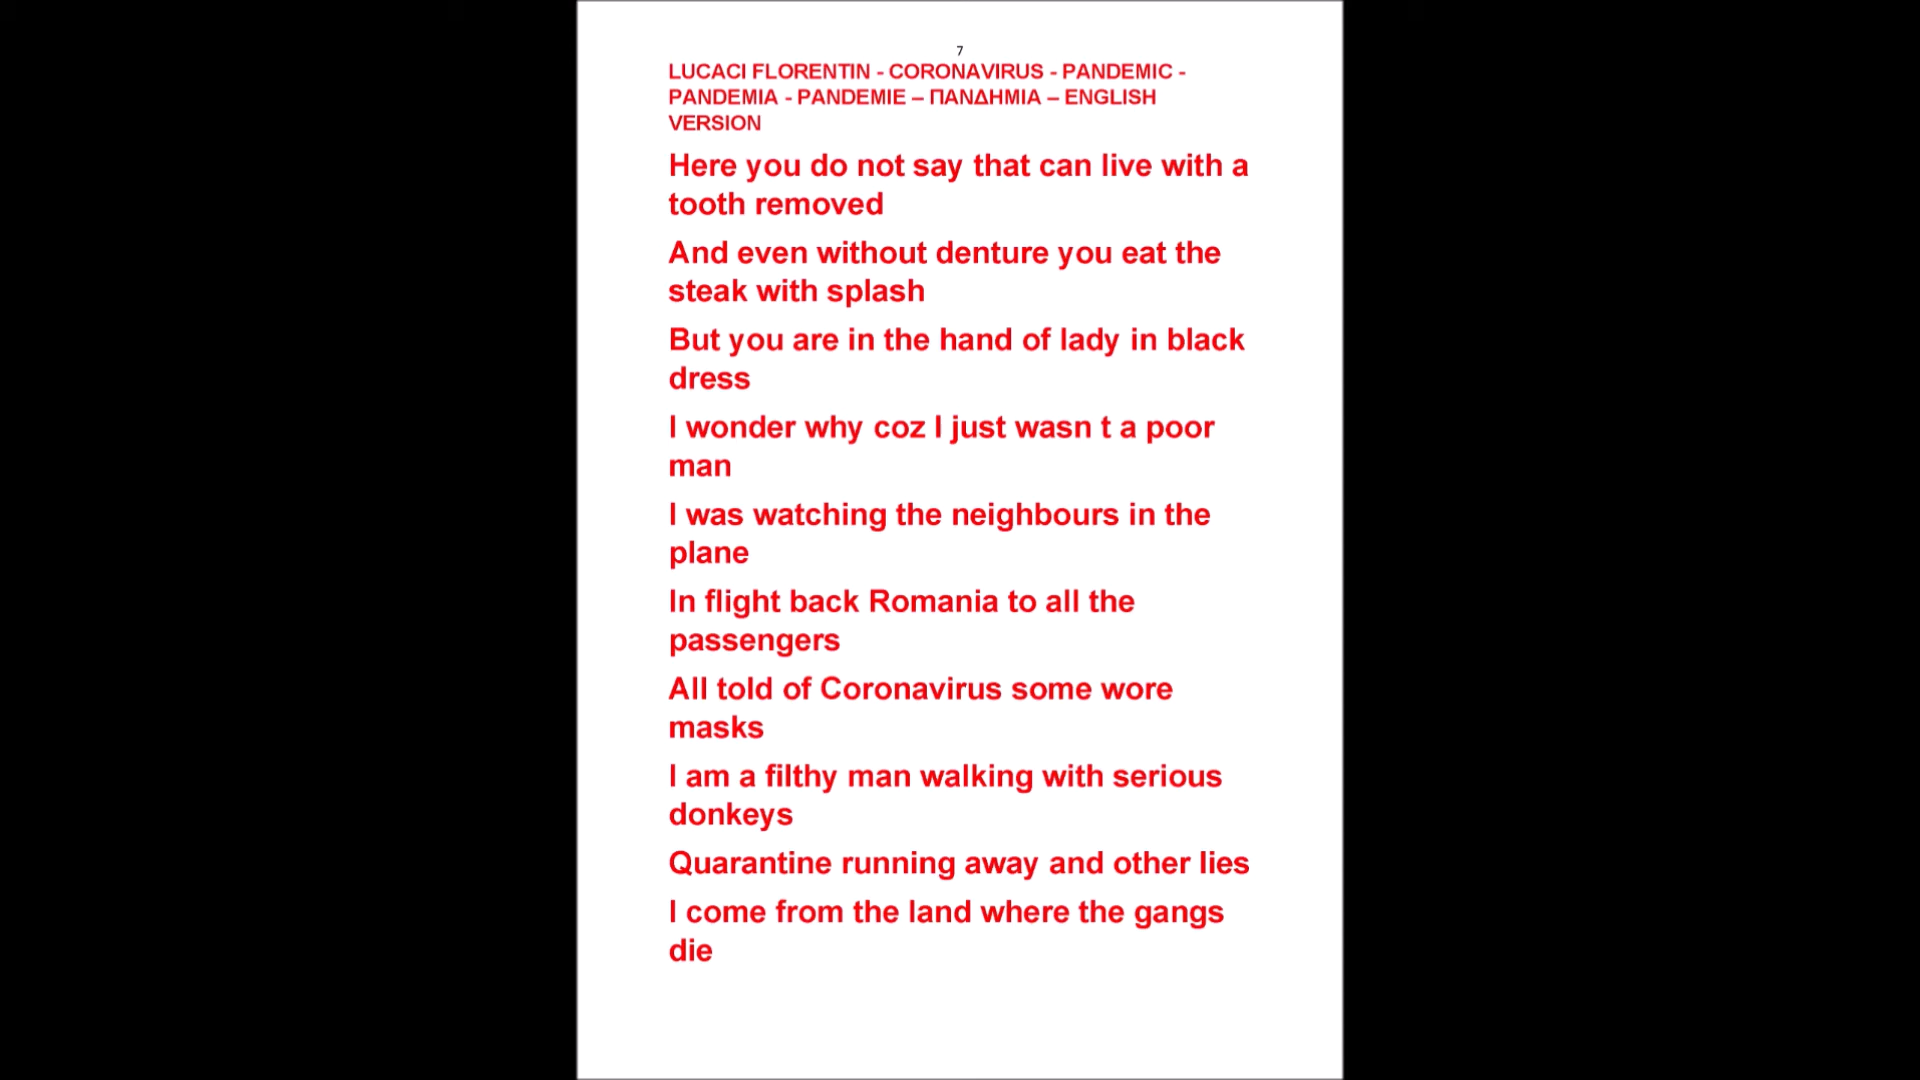 7
LUCACI FLORENTIN - CORONAVIRUS - PANDEMIC -
PANDEMIA - PANDEMIE – ΠΑΝΔΗΜΙΑ – ENGLISH
VERSION
Here you do not say that can live with a
tooth removed
And even without denture you eat the
steak with splash
But you are in the hand of lady in black
dress
I wonder why coz I just wasn t a poor
man
I was watching the neighbours in the
plane
In flight back Romania to all the
passengers
All told of Coronavirus some wore
masks
I am a filthy man walking with serious
donkeys
Quarantine running away and other lies
I come from the land where the gangs
die